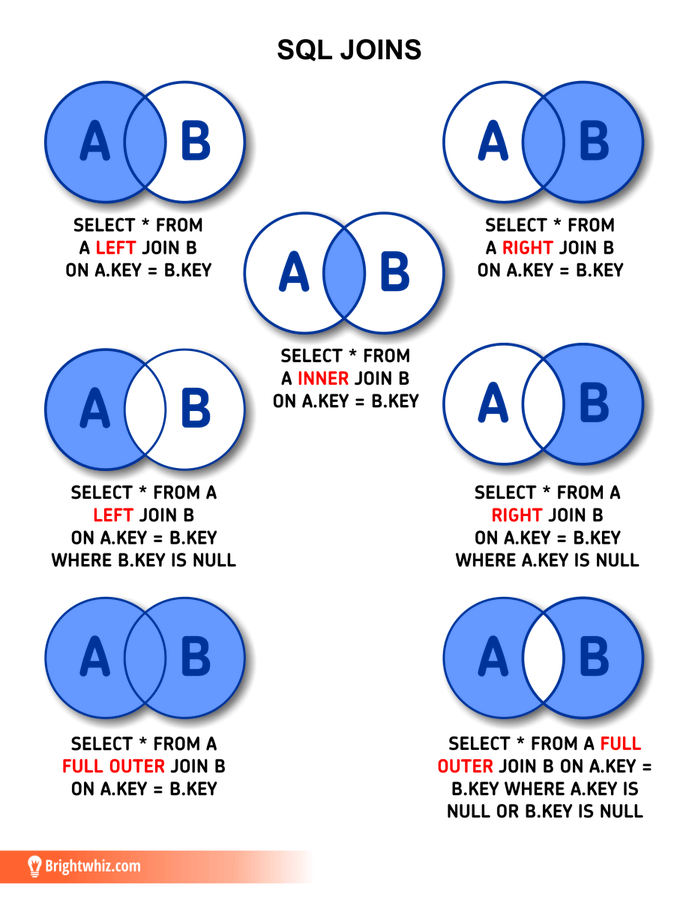 SQL JOINS
A B
SELECT * FROM
A LEFT JOIN B
ON A.KEY = B.KEY
A B
SELECT * FROM
A RIGHT JOIN B
ON A.KEY = B.KEY
A B
SELECT * FROM
A INNER JOIN B
ON A.KEY = B.KEY
A B
SELECT * FROM A
LEFT JOIN B
ON A.KEY = B.KEY
WHERE B.KEY IS NULL
A B
SELECT * FROM A
RIGHT JOIN B
ON A.KEY = B.KEY
WHERE A.KEY IS NULL
A B
SELECT * FROM A
FULL OUTER JOIN B
ON A.KEY = B.KEY
A B
SELECT * FROM A FULL
OUTER JOIN B ON A.KEY =
B.KEY WHERE A.KEY IS
NULL OR B.KEY IS NULL
Brightwhiz.com